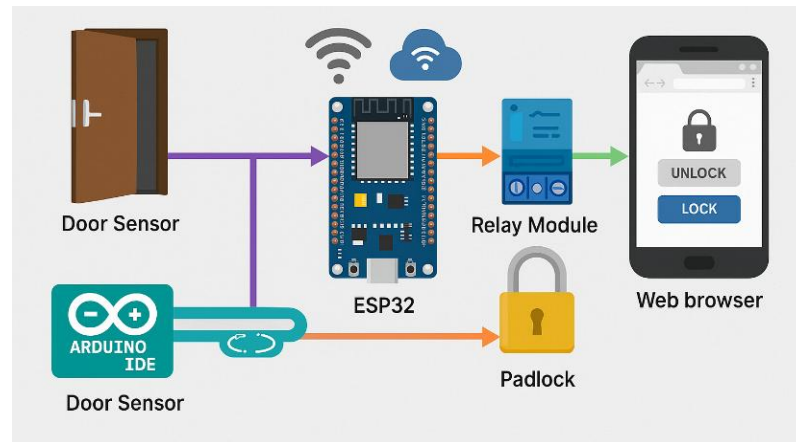 Door Sensor
ESP32
Relay Module
UNLOCK
LOCK
Web browser
ARDUINO
IDE
Door Sensor
Padlock